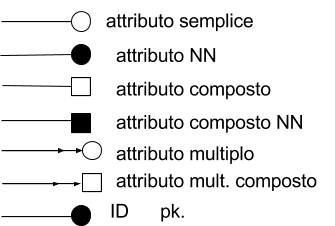 attributo semplice
attributo NN
attributo composto
attributo composto NN
attributo multiplo
attributo mult. composto
ID pk.